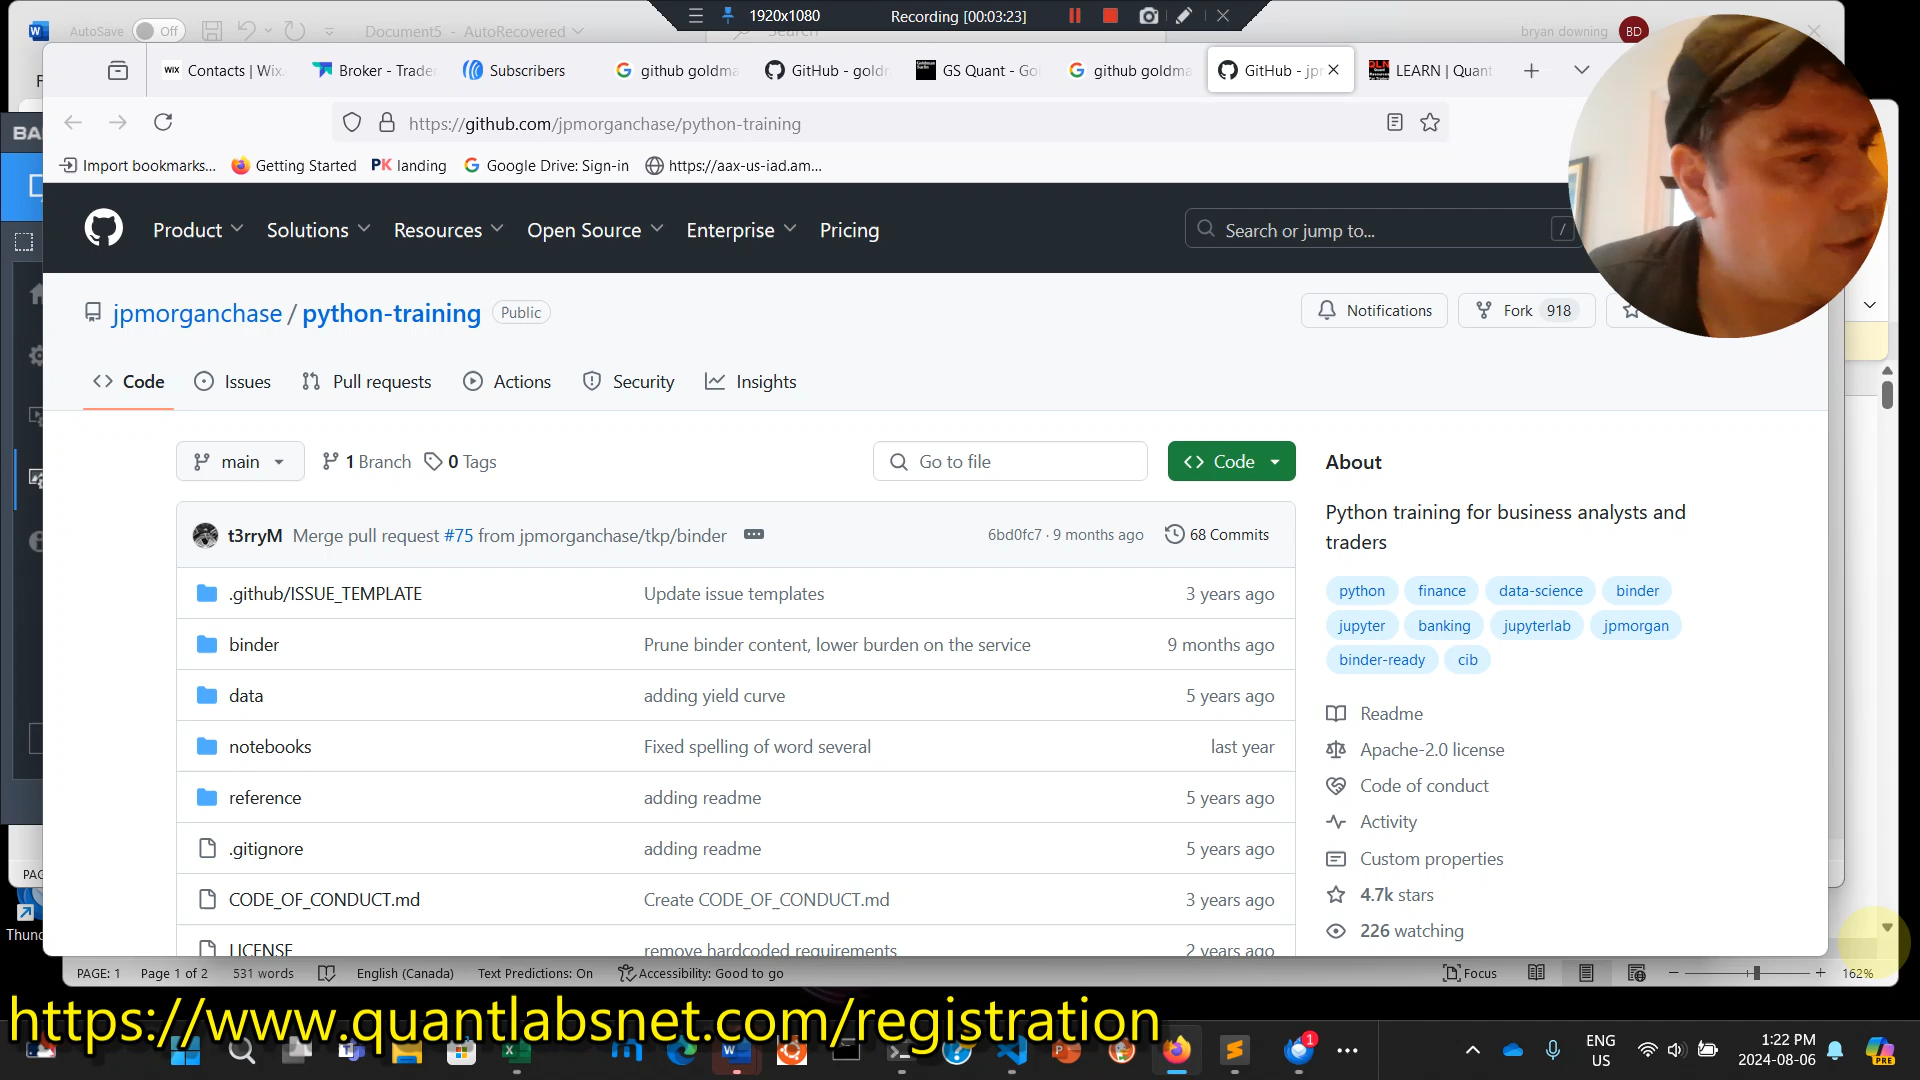 AutoSave Off Document5 - AutoRecovered Search bryan downing BD
1920x1080 Recording [00:03:23]
F
Contacts | Wix. Broker - Trade Subscribers github goldma GitHub - goldr GS Quant - Go github goldma GitHub - jp LEARN | Quant
BA
https://github.com/jpmorganchase/python-training
Import bookmarks... Getting Started PK landing Google Drive: Sign-in https://aax-us-iad.am...
Product Solutions Resources Open Source Enterprise Pricing Search or jump to... /
jpmorganchase / python-training Public Notifications Fork 918
Code Issues Pull requests Actions Security Insights
main 1 Branch 0 Tags Go to file Code
t3rryM Merge pull request #75 from jpmorganchase/tkp/binder 6bd0fc7 · 9 months ago 68 Commits
.github/ISSUE_TEMPLATE Update issue templates 3 years ago
binder Prune binder content, lower burden on the service 9 months ago
data adding yield curve 5 years ago
notebooks Fixed spelling of word several last year
reference adding readme 5 years ago
.gitignore adding readme 5 years ago
CODE_OF_CONDUCT.md Create CODE_OF_CONDUCT.md 3 years ago
LICENSE remove hardcoded requirements 2 years ago
About
Python training for business analysts and
traders
python finance data-science binder
jupyter banking jupyterlab jpmorgan
binder-ready cib
Readme
Apache-2.0 license
Code of conduct
Activity
Custom properties
4.7k stars
226 watching
PAG
Thund
PAGE: 1 Page 1 of 2 531 words English (Canada) Text Predictions: On Accessibility: Good to go Focus 162%
https://www.quantlabsnet.com/registration
1
ENG
US
1:22 PM
2024-08-06
PRE